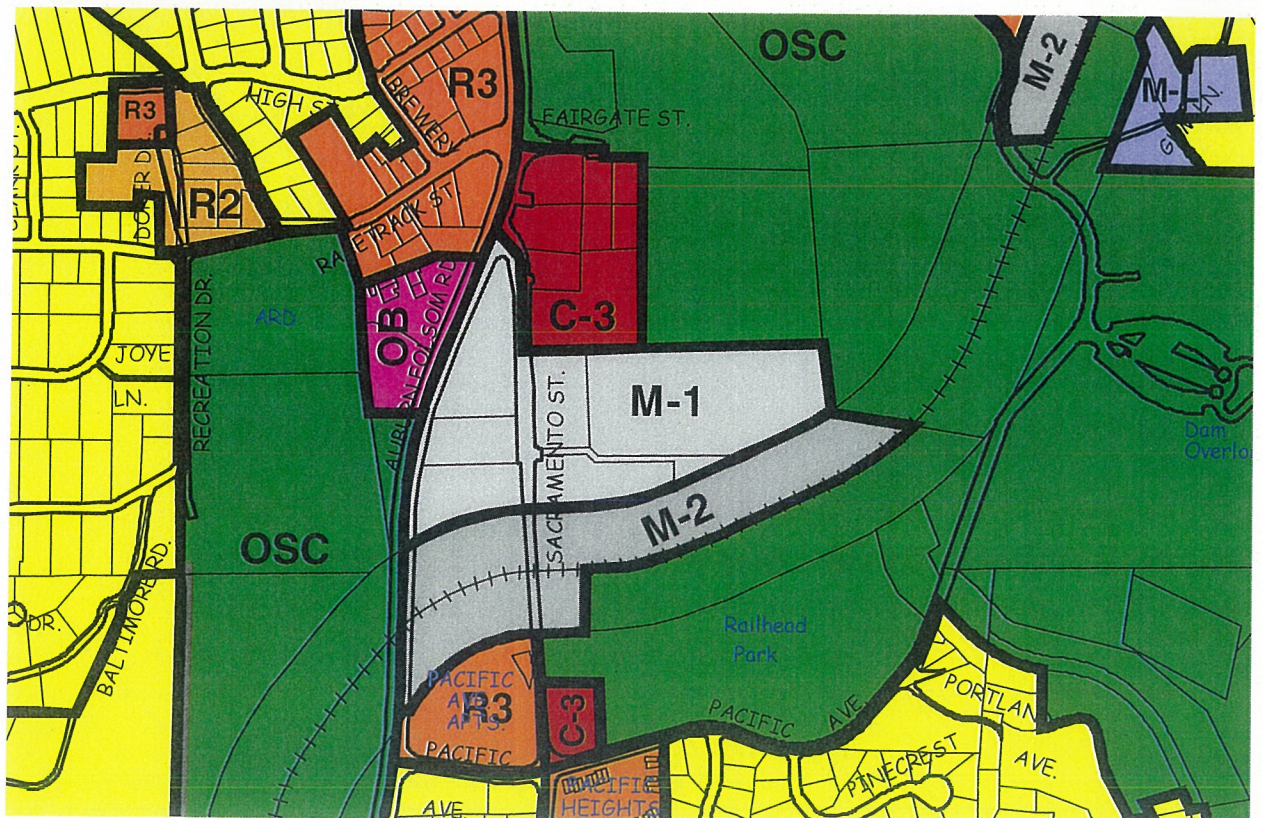 OSC
M-2
R3
M-1
HIGH ST.
BREWER
R3
FAIRGATE ST.
R2
RACETRACK ST.
RECREATION DR.
ARD
OB
AUBURN FOLSOM RD.
C-3
JOYE
LN.
SACRAMENTO ST.
M-1
Dam
Overlo
M-2
OSC
BALTIMORE RD.
DR.
Railhead
Park
PACIFIC
APTS.
R3
PACIFIC
C-3
PACIFIC AVE
PORTLAN
AVE.
PINECREST
AVE.
PACIFIC
HEIGHTS